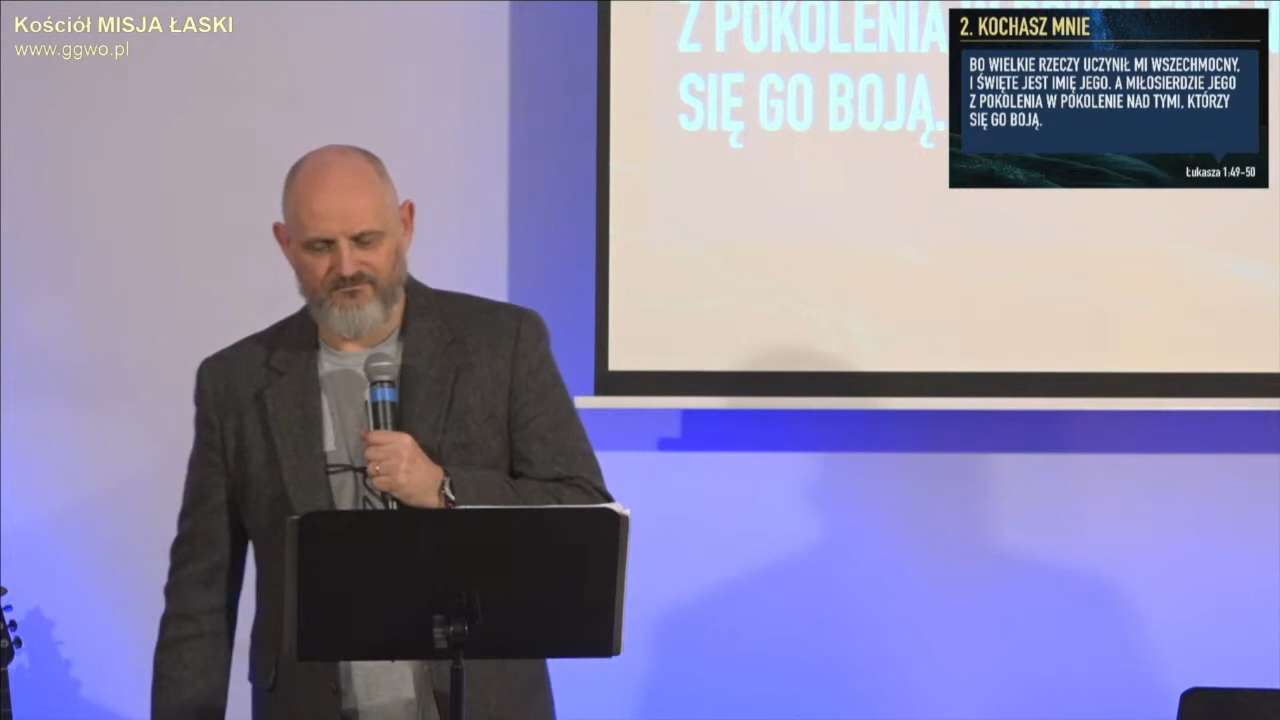 Kościół MISJA ŁASKI
www.ggwo.pl
Z POKOLENIA
SIĘ GO BOJĄ.
2. KOCHASZ MNIE
BO WIELKIE RZECZY UCZYNIŁ MI WSZECHMOCNY,
I ŚWIĘTE JEST IMIĘ JEGO. A MIŁOSIERDZIE JEGO
Z POKOLENIA W POKOLENIE NAD TYMI, KTÓRZY
SIĘ GO BOJĄ.
Łukasza 1:49-50